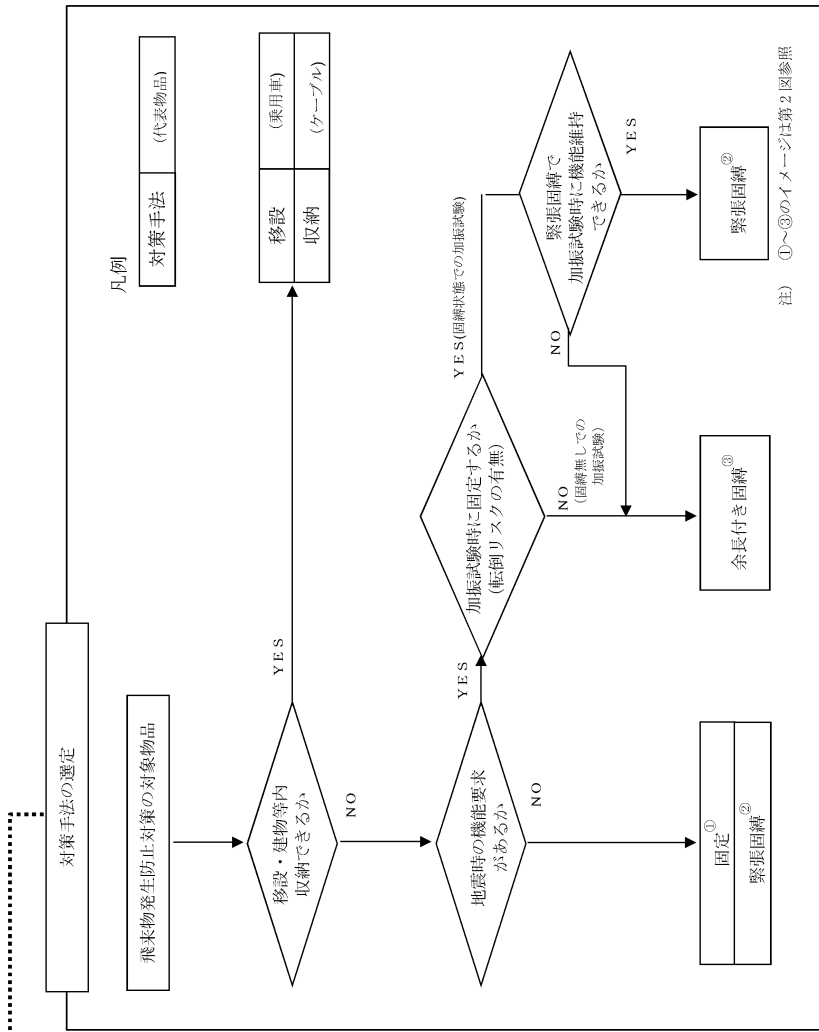 対策手法の選定
飛来物発生防止対策の対象物品
凡例
対策手法
(代表物品)
移設・建物等内
収納できるか
YES
移設
(乗用車)
収納
(ケーブル)
NO
地震時の機能要求
があるか
YES
加振試験時に固定するか
(転倒リスクの有無)
YES(固縛状態での加振試験)
緊張固縛で
加振試験時に機能維持
できるか
NO
NO
(固縛無しでの
加振試験)
NO
YES
固定①
緊張固縛②
余長付き固縛③
緊張固縛②
注) ①～③のイメージは第2図参照